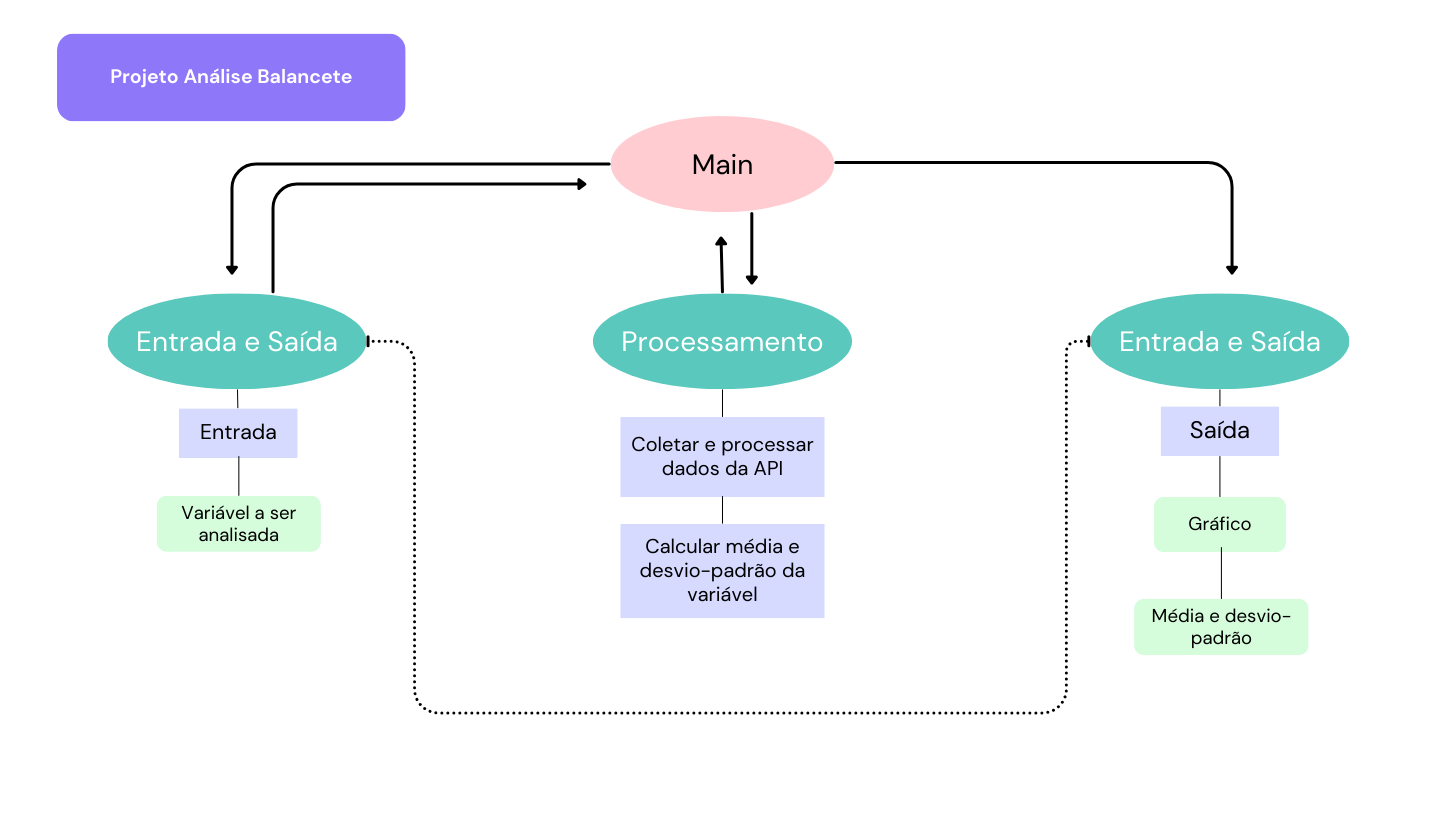 Projeto Análise Balancete
Main
Entrada e Saída
Processamento
Entrada e Saída
Entrada
Variável a ser
analisada
Coletar e processar
dados da API
Calcular média e
desvio-padrão da
variável
Saída
Gráfico
Média e desvio-
padrão